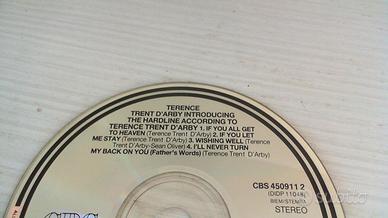 TERENCE
TRENT D'ARBY INTRODUCING
THE HARDLINE ACCORDING TO
TERENCE TRENT D'ARBY 1. IF YOU ALL GET
TO HEAVEN (Terence Trent D'Arby) 2. IF YOU LET
ME STAY (Terence Trent D'Arby) 3. WISHING WELL (Terence
Trent D'Arby-Sean Oliver) 4. I'LL NEVER TURN
MY BACK ON YOU (Father's Words) (Terence Trent D'Arby)
CBS 450911 2
(DIDP 11044)
BIEM/STEMRA
STEREO
subito